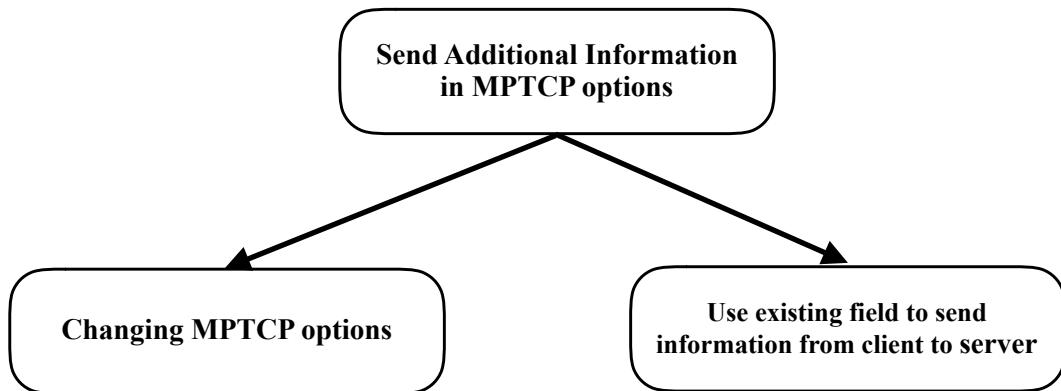 Send Additional Information
in MPTCP options
Changing MPTCP options
Use existing field to send
information from client to server